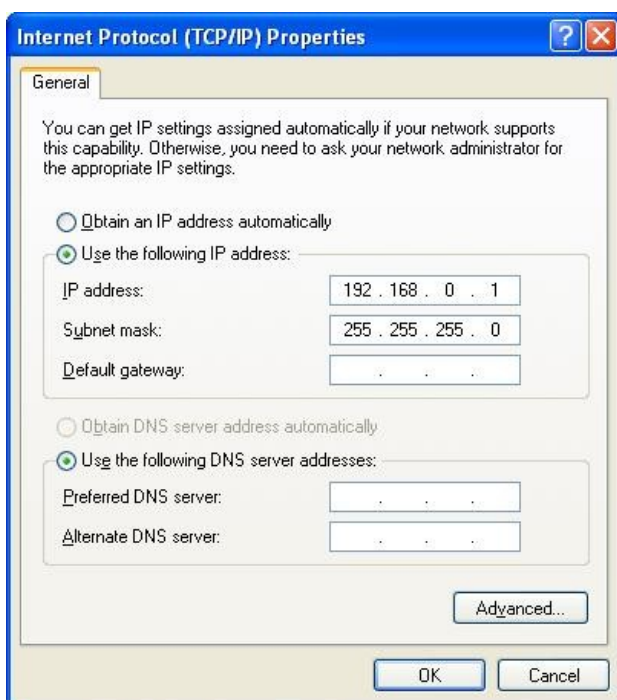 Internet Protocol (TCP/IP) Properties
General
You can get IP settings assigned automatically if your network supports
this capability. Otherwise, you need to ask your network administrator for
the appropriate IP settings.
Obtain an IP address automatically
Use the following IP address:
IP address: 192 . 168 . 0 . 1
Subnet mask: 255 . 255 . 255 . 0
Default gateway: . . .
Obtain DNS server address automatically
Use the following DNS server addresses:
Preferred DNS server: . . .
Alternate DNS server: . . .
Advanced...
OK Cancel